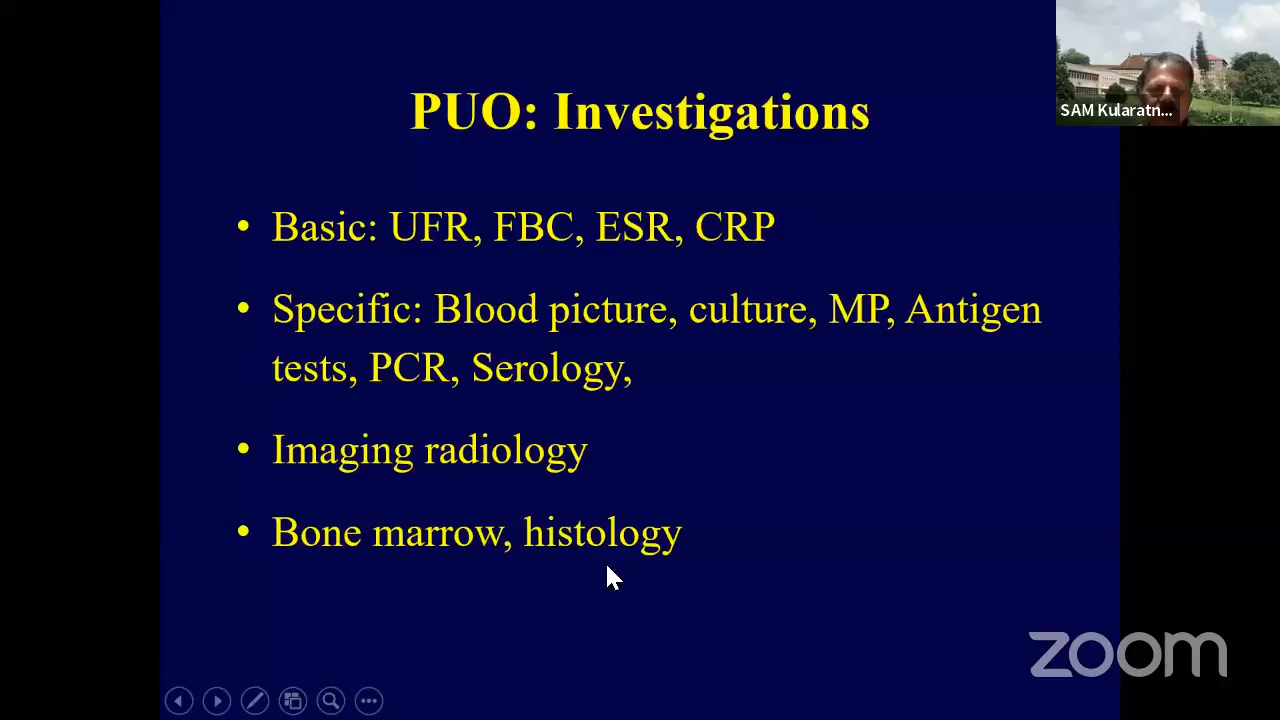 SAM Kularatn...
PUO: Investigations
• Basic: UFR, FBC, ESR, CRP
• Specific: Blood picture, culture, MP, Antigen
tests, PCR, Serology,
• Imaging radiology
• Bone marrow, histology
zoom